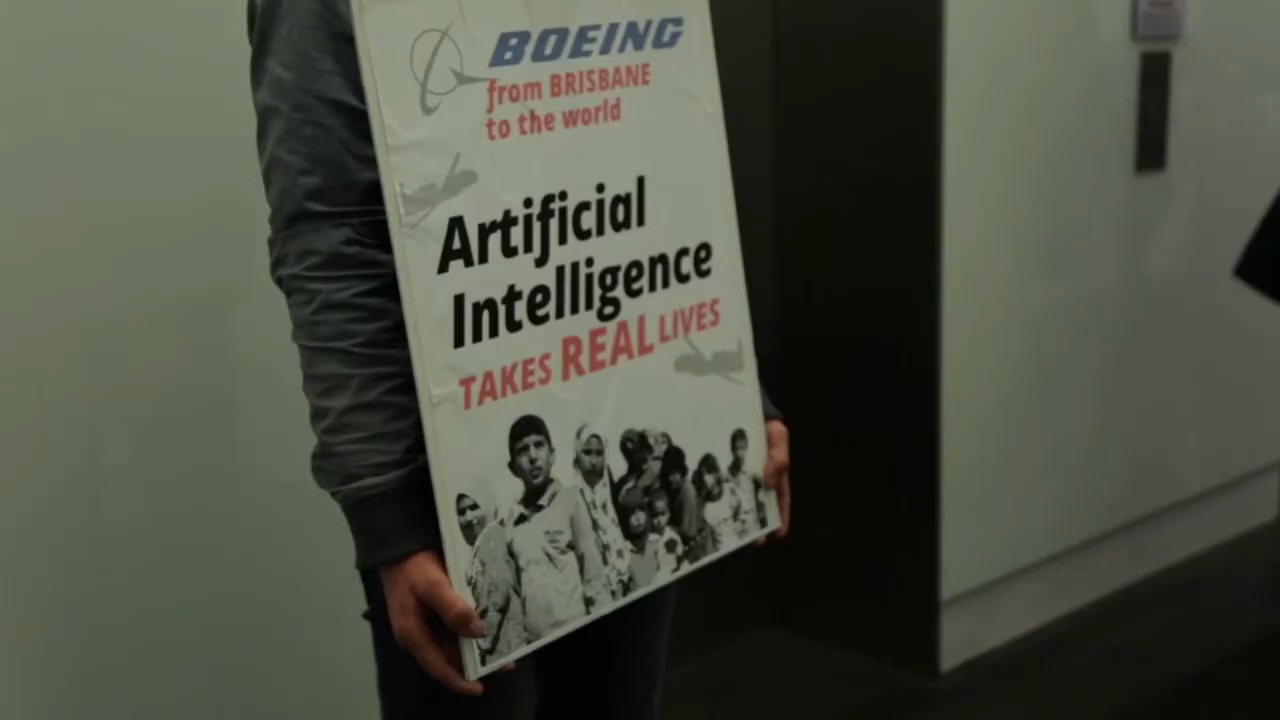 BOEING
from BRISBANE
to the world
Artificial
Intelligence
TAKES REAL LIVES